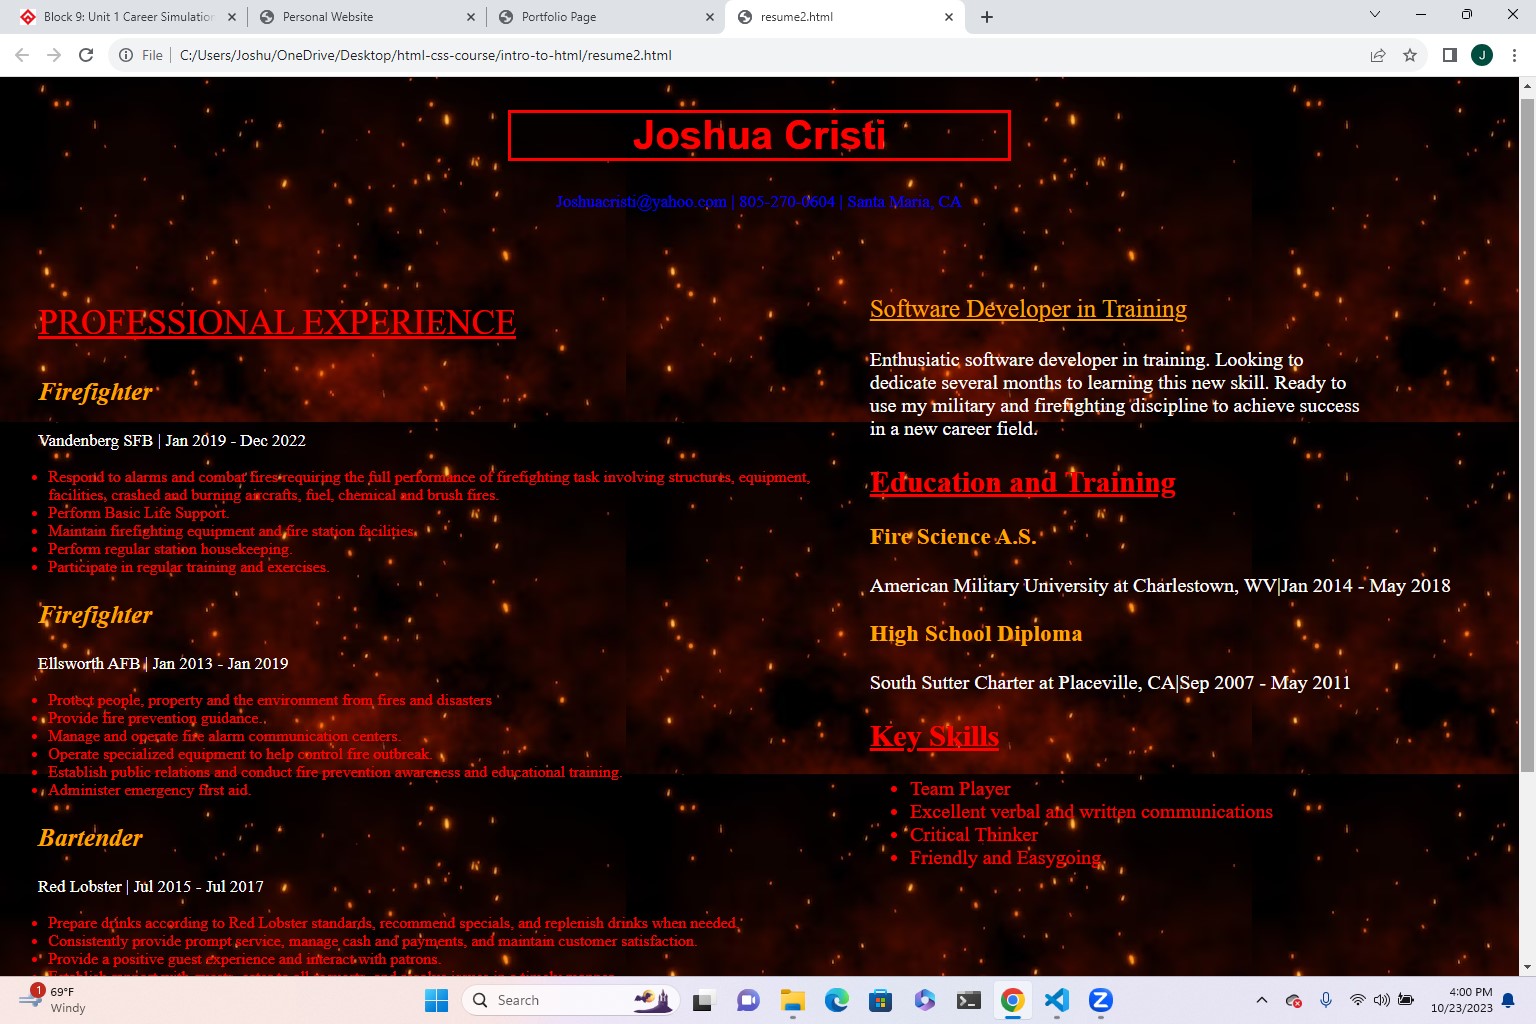 Block 9: Unit 1 Career Simulation
Personal Website
Portfolio Page
resume2.html
File
C:/Users/Joshu/OneDrive/Desktop/html-css-course/intro-to-html/resume2.html
J
Joshua Cristi
Joshuacristi@yahoo.com | 805-270-0604 | Santa Maria, CA
PROFESSIONAL EXPERIENCE
Firefighter
Vandenberg SFB | Jan 2019 - Dec 2022
• Respond to alarms and combat fires requiring the full performance of firefighting task involving structures, equipment,
facilities, crashed and burning aircrafts, fuel, chemical and brush fires.
• Perform Basic Life Support.
• Maintain firefighting equipment and fire station facilities.
• Perform regular station housekeeping.
• Participate in regular training and exercises.
Firefighter
Ellsworth AFB | Jan 2013 - Jan 2019
• Protect people, property and the environment from fires and disasters
• Provide fire prevention guidance.
• Manage and operate fire alarm communication centers.
• Operate specialized equipment to help control fire outbreak.
• Establish public relations and conduct fire prevention awareness and educational training.
• Administer emergency first aid.
Bartender
Red Lobster | Jul 2015 - Jul 2017
• Prepare drinks according to Red Lobster standards, recommend specials, and replenish drinks when needed.
• Consistently provide prompt service, manage cash and payments, and maintain customer satisfaction.
• Provide a positive guest experience and interact with patrons.
Software Developer in Training
Enthusiatic software developer in training. Looking to
dedicate several months to learning this new skill. Ready to
use my military and firefighting discipline to achieve success
in a new career field.
Education and Training
Fire Science A.S.
American Military University at Charlestown, WV|Jan 2014 - May 2018
High School Diploma
South Sutter Charter at Placeville, CA|Sep 2007 - May 2011
Key Skills
• Team Player
• Excellent verbal and written communications
• Critical Thinker
• Friendly and Easygoing
1
69°F
Windy
Search
Z
4:00 PM
10/23/2023